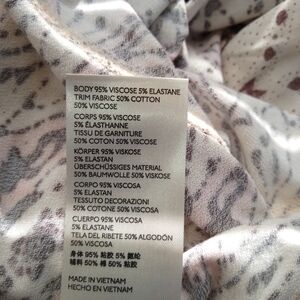 BODY 95% VISCOSE 5% ELASTANE
TRIM FABRIC 50% COTTON
50% VISCOSE
CORPS 95% VISCOSE
5% ÉLASTHANNE
TISSU DE GARNITURE
50% COTON 50% VISCOSE
KÖRPER 95% VISKOSE
5% ELASTAN
ÜBERSCHÜSSIGES MATERIAL
50% BAUMWOLLE 50% VISKOSE
CORPO 95% VISCOSA
5% ELASTAN
TESSUTO DECORAZIONI
50% COTONE 50% VISCOSA
CUERPO 95% VISCOSA
5% ELASTANE
TELA DEL RIBETE 50% ALGODÓN
50% VISCOSA
身体 95% 粘胶 5% 氨纶
辅料 50% 棉 50% 粘胶
MADE IN VIETNAM
HECHO EN VIETNAM